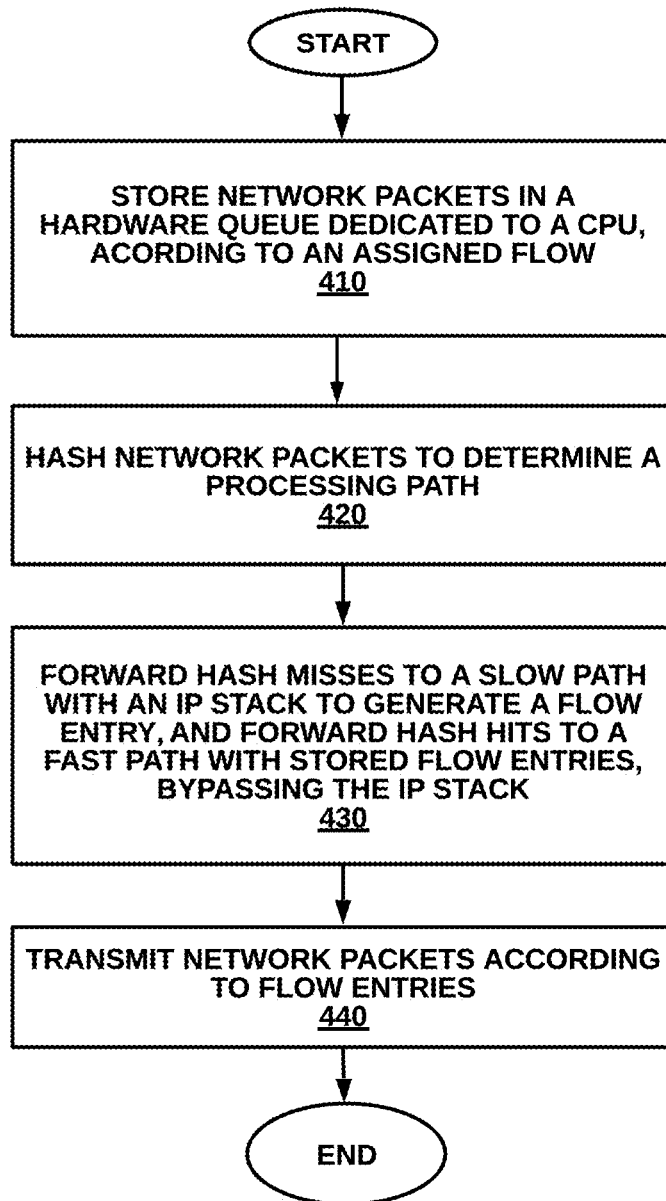 START
STORE NETWORK PACKETS IN A
HARDWARE QUEUE DEDICATED TO A CPU,
ACORDING TO AN ASSIGNED FLOW
410
HASH NETWORK PACKETS TO DETERMINE A
PROCESSING PATH
420
FORWARD HASH MISSES TO A SLOW PATH
WITH AN IP STACK TO GENERATE A FLOW
ENTRY, AND FORWARD HASH HITS TO A
FAST PATH WITH STORED FLOW ENTRIES,
BYPASSING THE IP STACK
430
TRANSMIT NETWORK PACKETS ACCORDING
TO FLOW ENTRIES
440
END